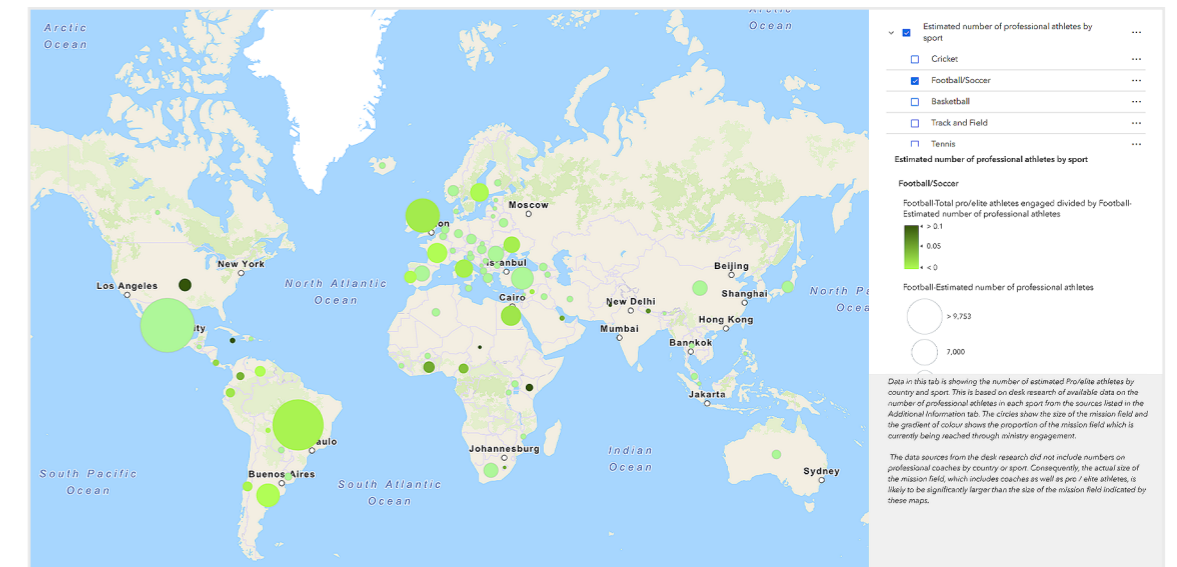 Arctic
Ocean
Ocean
Moscow
on
Istanbul
New York
Los Angeles
North Atlantic
Ocean
Beijing
Shanghai
North Pa
Ocea
Cairo
New Delhi
Hong Kong
Mumbai
Bangkok
ity
Jakarta
aulo
Johannesburg
Indian
Ocean
Sydney
South Pacific
Ocean
Buenos Aires
South Atlantic
Ocean
Estimated number of professional athletes by
sport
Cricket
Football/Soccer
Basketball
Track and Field
Tennis
Estimated number of professional athletes by sport
Football/Soccer
Football-Total pro/elite athletes engaged divided by Football-
Estimated number of professional athletes
> 0.1
0.05
< 0
Football-Estimated number of professional athletes
> 9,753
7,000
Data in this tab is showing the number of estimated Pro/elite athletes by
country and sport. This is based on desk research of available data on the
number of professional athletes in each sport from the sources listed in the
Additional Information tab. The circles show the size of the mission field and
the gradient of colour shows the proportion of the mission field which is
currently being reached through ministry engagement.
The data sources from the desk research did not include numbers on
professional coaches by country or sport. Consequently, the actual size of
the mission field, which includes coaches as well as pro / elite athletes, is
likely to be significantly larger than the size of the mission field indicated by
these maps.